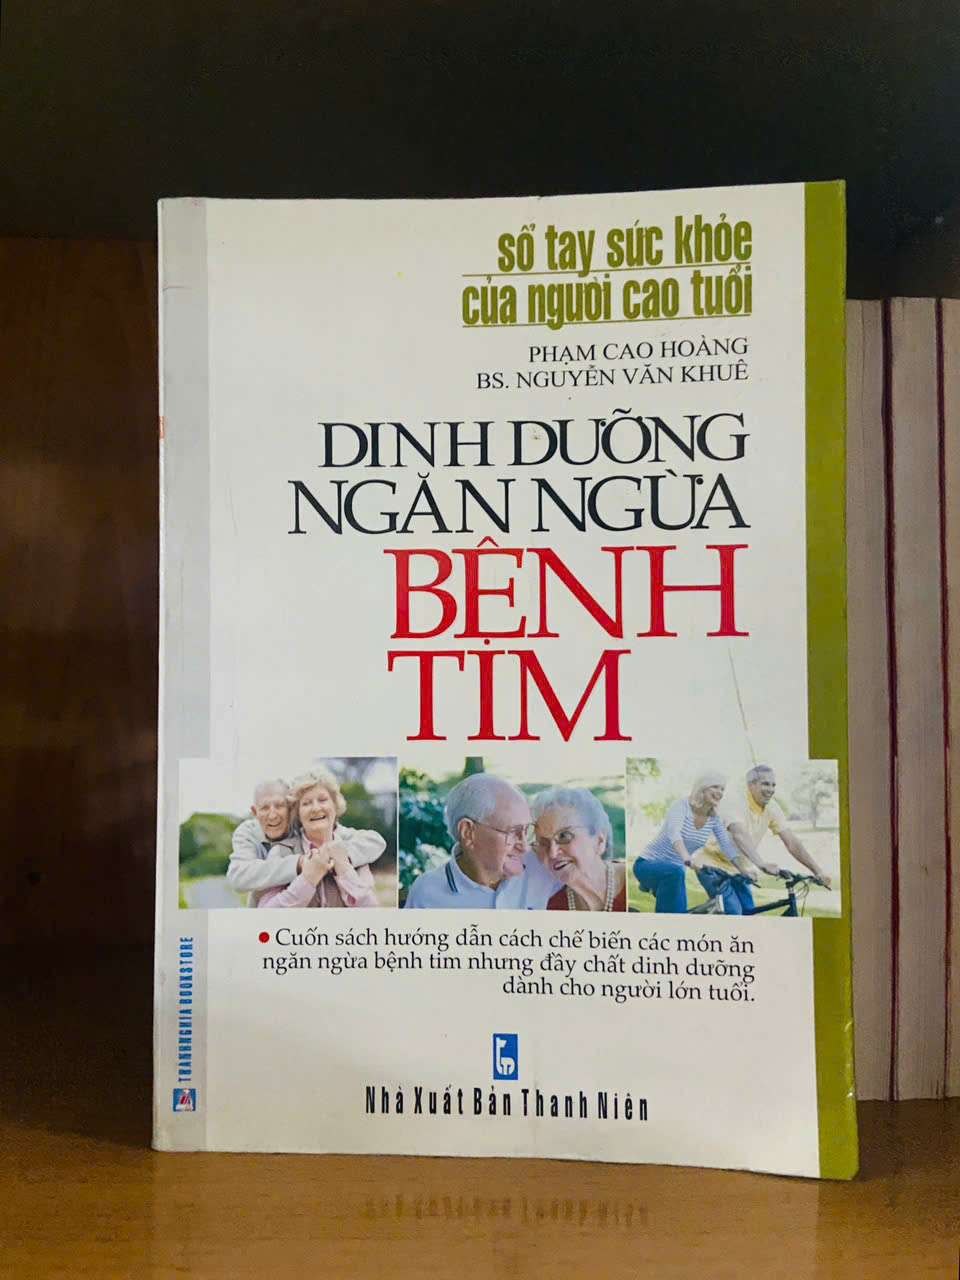 sổ tay sức khỏe
của người cao tuổi
PHẠM CAO HOÀNG
BS. NGUYỄN VĂN KHUÊ
DINH DƯỠNG
NGĂN NGỪA
BỆNH
TIM
• Cuốn sách hướng dẫn cách chế biến các món ăn
ngăn ngừa bệnh tim nhưng đầy chất dinh dưỡng
dành cho người lớn tuổi.
THANHNGHIA BOOKSTORE
Nhà Xuất Bản Thanh Niên